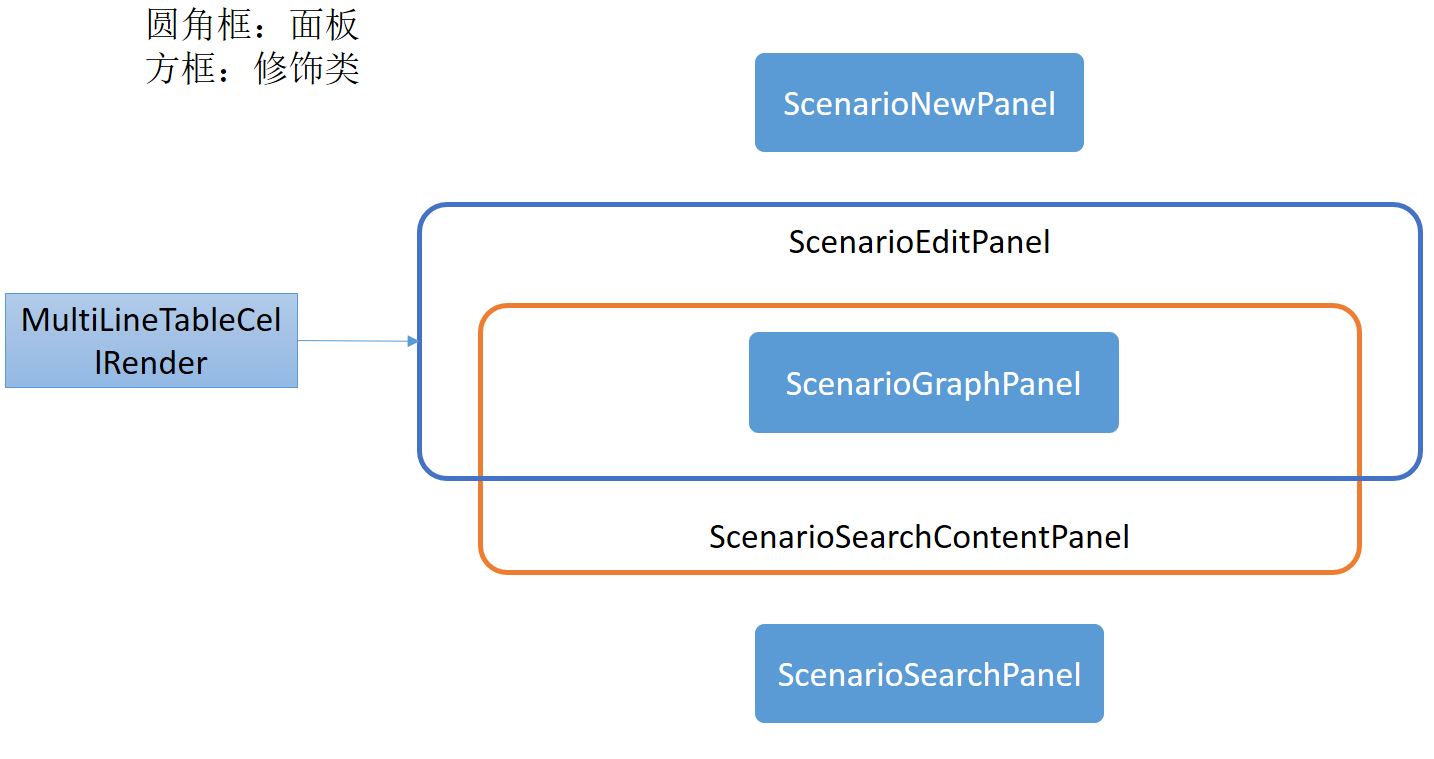 圆角框：面板
方框：修饰类
ScenarioNewPanel
ScenarioEditPanel
MultiLineTableCel
lRender
ScenarioGraphPanel
ScenarioSearchContentPanel
ScenarioSearchPanel